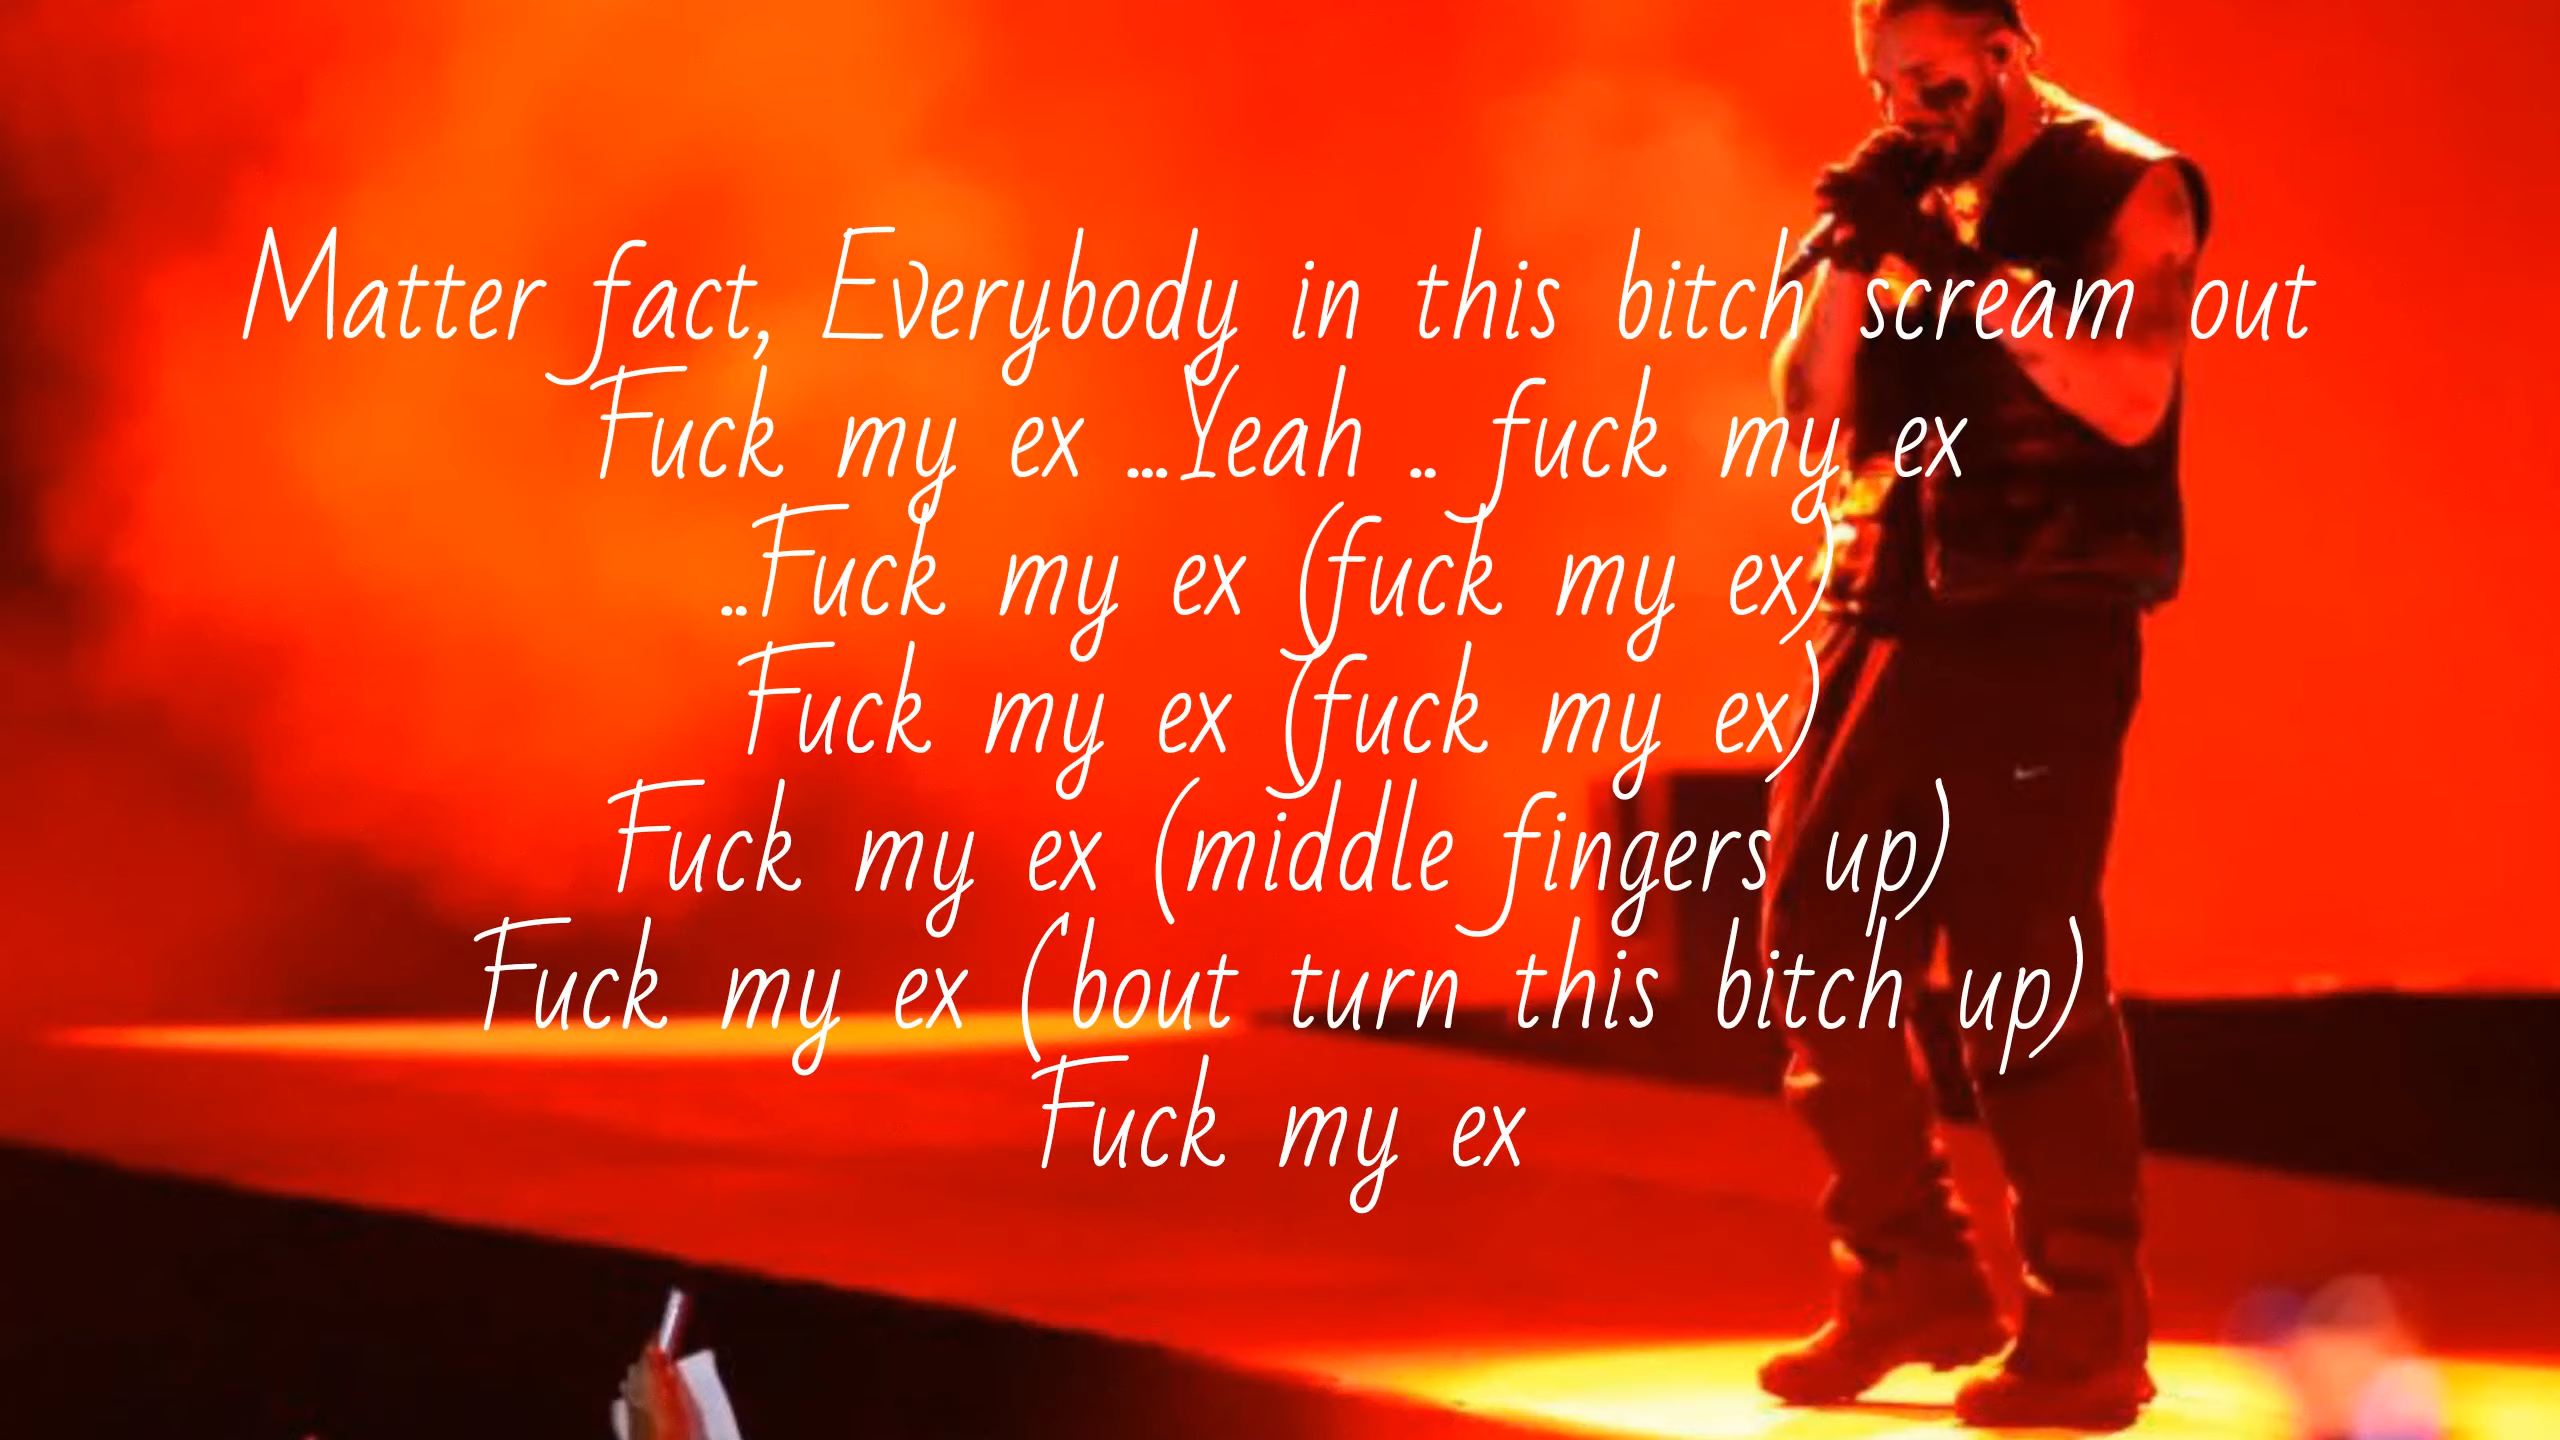 Matter fact, Everybody in this bitch scream out
Fuck my ex ...Yeah .. fuck my ex
..Fuck my ex (fuck my ex)
Fuck my ex (fuck my ex)
Fuck my ex (middle fingers up)
Fuck my ex ('bout turn this bitch up)
Fuck my ex